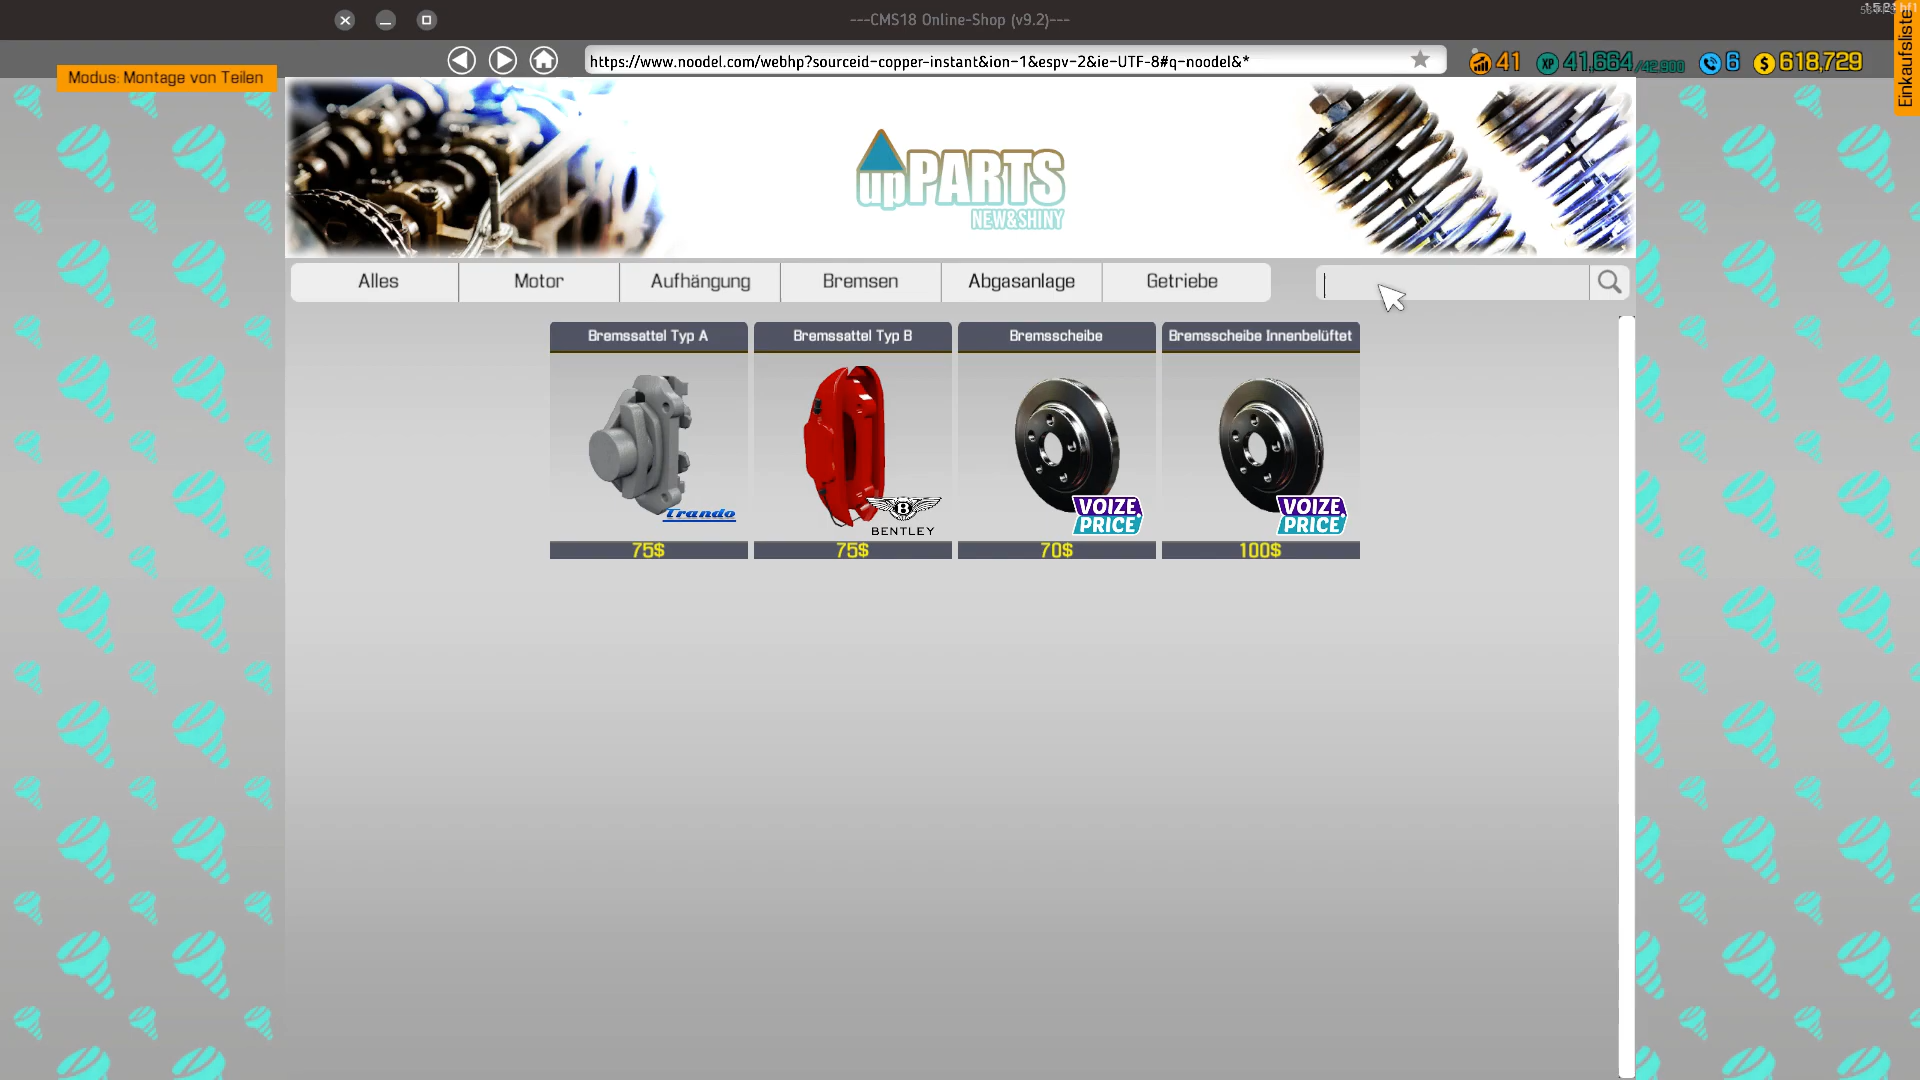 ---CMS18 Online-Shop (v9.2)---
Modus: Montage von Teilen
https://www.noodel.com/webhp?sourceid-copper-instant&ion-1&espv-2&ie-UTF-8#q-noodel&*
41
XP 41,664/42,900
6
$ 618,729
Einkaufsliste
upPARTS
NEW&SHINY
Alles
Motor
Aufhängung
Bremsen
Abgasanlage
Getriebe
Bremssattel Typ A
Bremssattel Typ B
Bremsscheibe
Bremsscheibe Innenbelüftet
Trando
B
BENTLEY
VOIZE
PRICE
VOIZE
PRICE
75$
75$
70$
100$